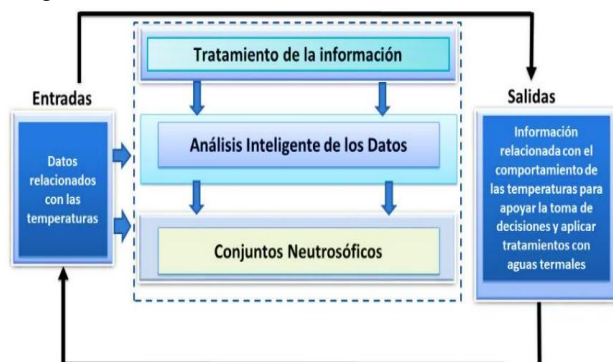 Tratamiento de la información
Entradas
Salidas
Datos
relacionados
con las
temperaturas
Análisis Inteligente de los Datos
Conjuntos Neutrosóficos
Información
relacionada con el
comportamiento de
las temperaturas para
apoyar la toma de
decisiones y aplicar
tratamientos con
aguas termales